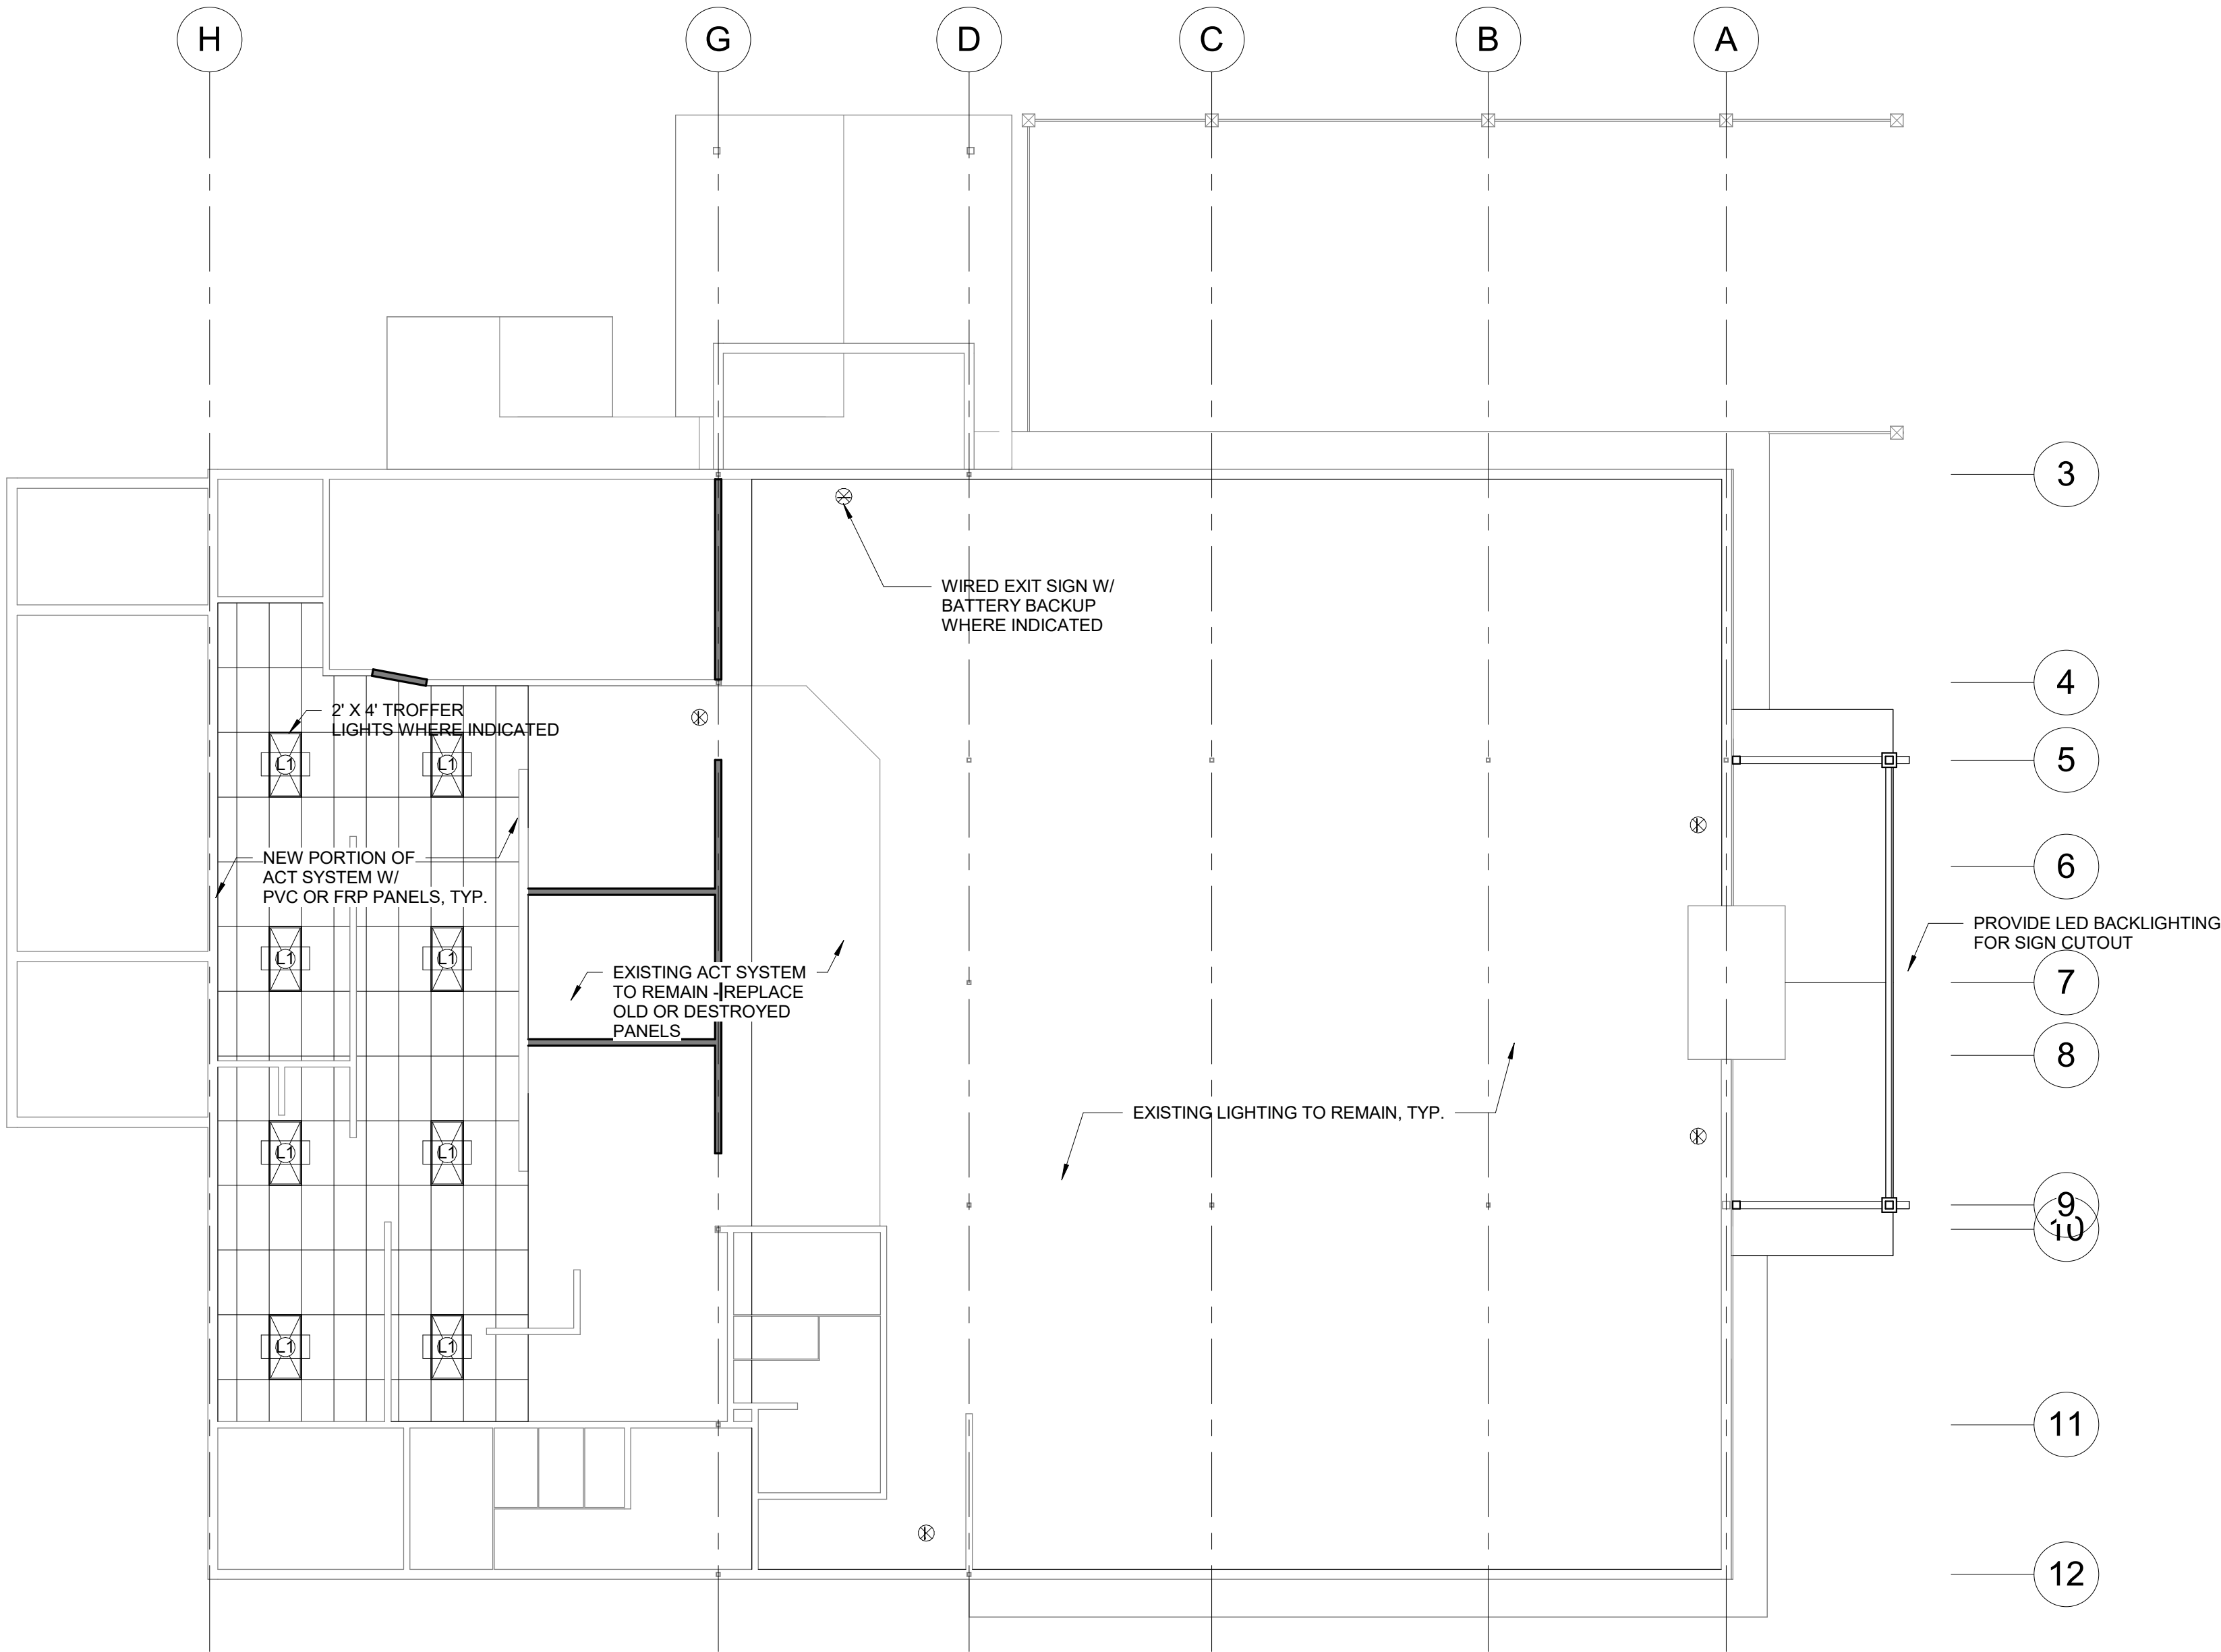 H
G
D
C
B
A
3
WIRED EXIT SIGN W/
BATTERY BACKUP
WHERE INDICATED
4
2' X 4' TROFFER
LIGHTS WHERE INDICATED
L1
L1
5
NEW PORTION OF
ACT SYSTEM W/
PVC OR FRP PANELS, TYP.
6
PROVIDE LED BACKLIGHTING
FOR SIGN CUTOUT
L1
L1
EXISTING ACT SYSTEM
TO REMAIN - REPLACE
OLD OR DESTROYED
PANELS
7
8
EXISTING LIGHTING TO REMAIN, TYP.
L1
L1
9
10
L1
L1
11
12